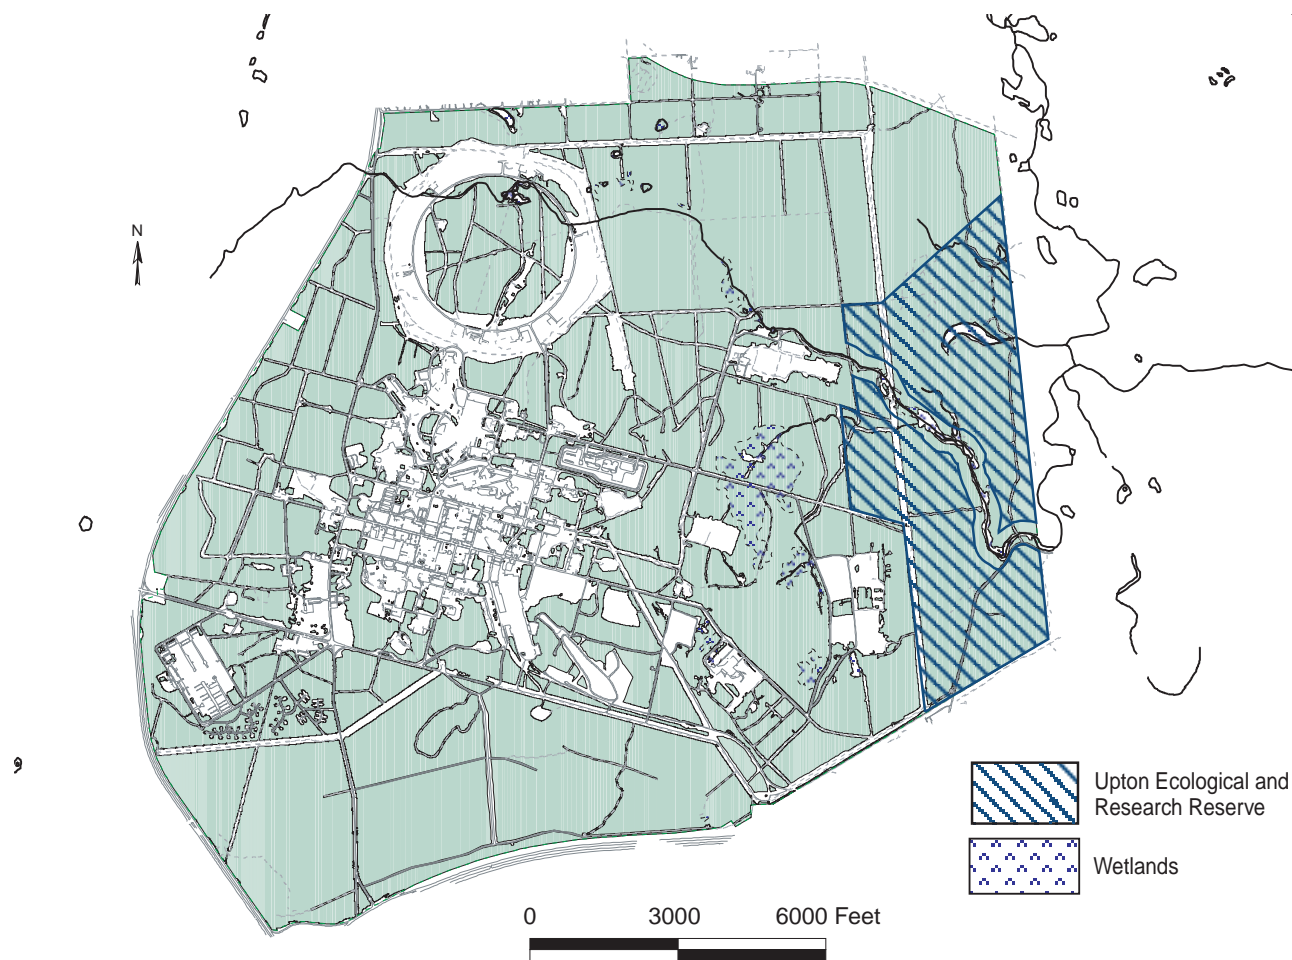 N
Upton Ecological and
Research Reserve
Wetlands
0 3000 6000 Feet